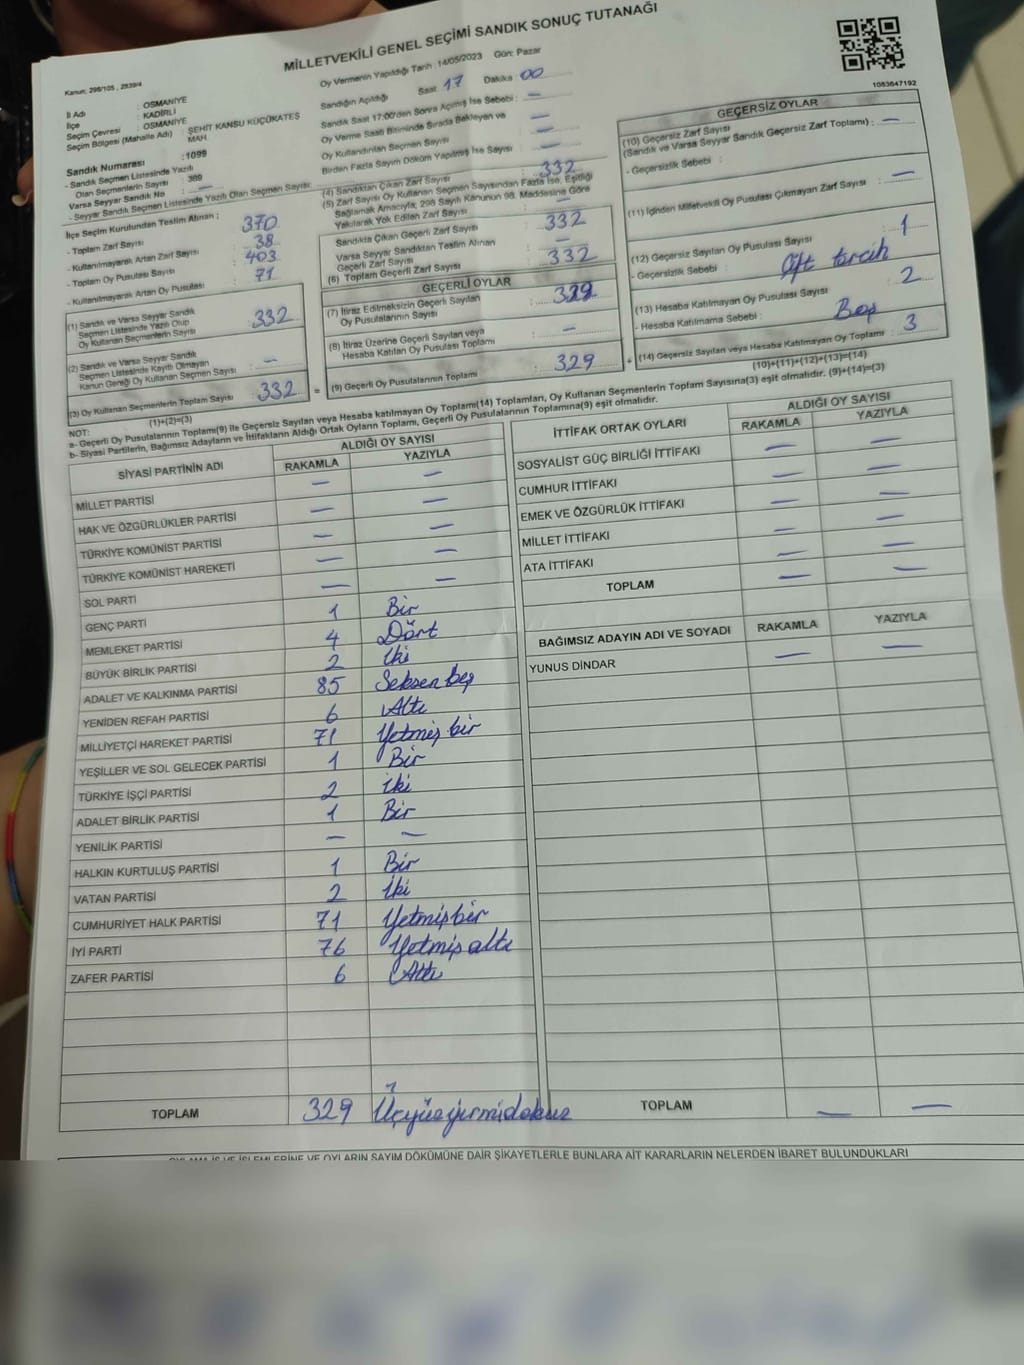 MİLLETVEKİLİ GENEL SEÇİMİ SANDIK SONUÇ TUTANAĞI
Kanun: 298/105 , 2839/4
1083647192
İl Adı : OSMANİYE
İlçe : KADİRLİ
Seçim Çevresi : OSMANİYE
Seçim Bölgesi (Mahalle Adı) : ŞEHİT KANSU KÜÇÜKATEŞ MAH.
Sandık Numarası : 1099
- Sandık Seçmen Listesinde Yazılı
Olan Seçmenlerin Sayısı : 369
Varsa Seyyar Sandık No : —
- Seyyar Sandık Seçmen Listesinde Yazılı Olan Seçmen Sayısı:
İlçe Seçim Kurulundan Teslim Alınan ;
- Toplam Zarf Sayısı : 370
- Kullanılmayarak Artan Zarf Sayısı : 38
- Toplam Oy Pusulası Sayısı : 403
- Kullanılmayarak Artan Oy Pusulası : 71
(1) Sandık ve Varsa Seyyar Sandık
Seçmen Listesinde Yazılı Olup
Oy Kullanan Seçmenlerin Sayısı : 332
(2) Sandık ve Varsa Seyyar Sandık
Seçmen Listesinde Kayıtlı Olmayan
Kanun Gereği Oy Kullanan Seçmen Sayısı : —
(3) Oy Kullanan Seçmenlerin Toplam Sayısı : 332
(1)+(2)=(3)
Oy Vermenin Yapıldığı Tarih : 14/05/2023 Gün: Pazar
Sandığın Açıldığı Saat: 17 Dakika : 00
Sandık Saat 17:00'den Sonra Açılmış İse Sebebi : —
Oy Verme Saati Bitiminde Sırada Bekleyen ve
Oy Kullandırılan Seçmen Sayısı : —
Birden Fazla Sayım Döküm Yapılmış İse Sayısı : —
(4) Sandıktan Çıkan Zarf Sayısı : 332
(5) Zarf Sayısı Oy Kullanan Seçmen Sayısından Fazla İse, Eşitliği
Sağlamak Amacıyla; 298 Sayılı Kanunun 98. Maddesine Göre
Yakılarak Yok Edilen Zarf Sayısı : —
Sandıkta Çıkan Geçerli Zarf Sayısı : 332
Varsa Seyyar Sandıktan Teslim Alınan
Geçerli Zarf Sayısı : —
(6) Toplam Geçerli Zarf Sayısı : 332
GEÇERLİ OYLAR
(7) İtiraz Edilmeksizin Geçerli Sayılan
Oy Pusulalarının Sayısı : 329
(8) İtiraz Üzerine Geçerli Sayılan veya
Hesaba Katılan Oy Pusulası Toplamı : —
= (9) Geçerli Oy Pusulalarının Toplamı : 329
GEÇERSİZ OYLAR
(10) Geçersiz Zarf Sayısı
(Sandık ve Varsa Seyyar Sandık Geçersiz Zarf Toplamı) : —
- Geçersizlik Sebebi :
(11) İçinden Milletvekili Oy Pusulası Çıkmayan Zarf Sayısı : —
(12) Geçersiz Sayılan Oy Pusulası Sayısı : 1
- Geçersizlik Sebebi : Çift tercih
(13) Hesaba Katılmayan Oy Pusulası Sayısı : 2
- Hesaba Katılmama Sebebi : Boş
+ (14) Geçersiz Sayılan veya Hesaba Katılmayan Oy Toplamı : 3
(10)+(11)+(12)+(13)=(14)
NOT:
a- Geçerli Oy Pusulalarının Toplamı(9) ile Geçersiz Sayılan veya Hesaba katılmayan Oy Toplam(14) Toplamları, Oy Kullanan Seçmenlerin Toplam Sayısına(3) eşit olmalıdır. (9)+(14)=(3)
b- Siyasi Partilerin, Bağımsız Adayların ve İttifakların Aldığı Ortak Oyların Toplamı, Geçerli Oy Pusulalarının Toplamına(9) eşit olmalıdır.
SİYASİ PARTİNİN ADI ALDIĞI OY SAYISI
RAKAMLA YAZIYLA
— —
MİLLET PARTİSİ — —
HAK VE ÖZGÜRLÜKLER PARTİSİ — —
TÜRKİYE KOMÜNİST PARTİSİ — —
TÜRKİYE KOMÜNİST HAREKETİ — —
SOL PARTİ
GENÇ PARTİ 1 Bir
MEMLEKET PARTİSİ 4 Dört
BÜYÜK BİRLİK PARTİSİ 2 İki
ADALET VE KALKINMA PARTİSİ 85 Seksen beş
YENİDEN REFAH PARTİSİ 6 Altı
MİLLİYETÇİ HAREKET PARTİSİ 71 Yetmiş bir
YEŞİLLER VE SOL GELECEK PARTİSİ 1 Bir
TÜRKİYE İŞÇİ PARTİSİ 2 iki
ADALET BİRLİK PARTİSİ 1 Bir
YENİLİK PARTİSİ — —
HALKIN KURTULUŞ PARTİSİ 1 Bir
VATAN PARTİSİ 2 İki
CUMHURİYET HALK PARTİSİ 71 Yetmişbir
İYİ PARTİ 76 Yetmiş altı
ZAFER PARTİSİ 6 Altı
TOPLAM 329 Üçyüzyirmidokuz
İTTİFAK ORTAK OYLARI ALDIĞI OY SAYISI
RAKAMLA YAZIYLA
SOSYALİST GÜÇ BİRLİĞİ İTTİFAKI — —
CUMHUR İTTİFAKI — —
EMEK VE ÖZGÜRLÜK İTTİFAKI — —
MİLLET İTTİFAKI — —
ATA İTTİFAKI — —
TOPLAM — —
BAĞIMSIZ ADAYIN ADI VE SOYADI RAKAMLA YAZIYLA
YUNUS DİNDAR — —
TOPLAM — —
OYLAMA İŞ VE İŞLEMLERİNE VE OYLARIN SAYIM DÖKÜMÜNE DAİR ŞİKAYETLERLE BUNLARA AİT KARARLARIN NELERDEN İBARET BULUNDUKLARI